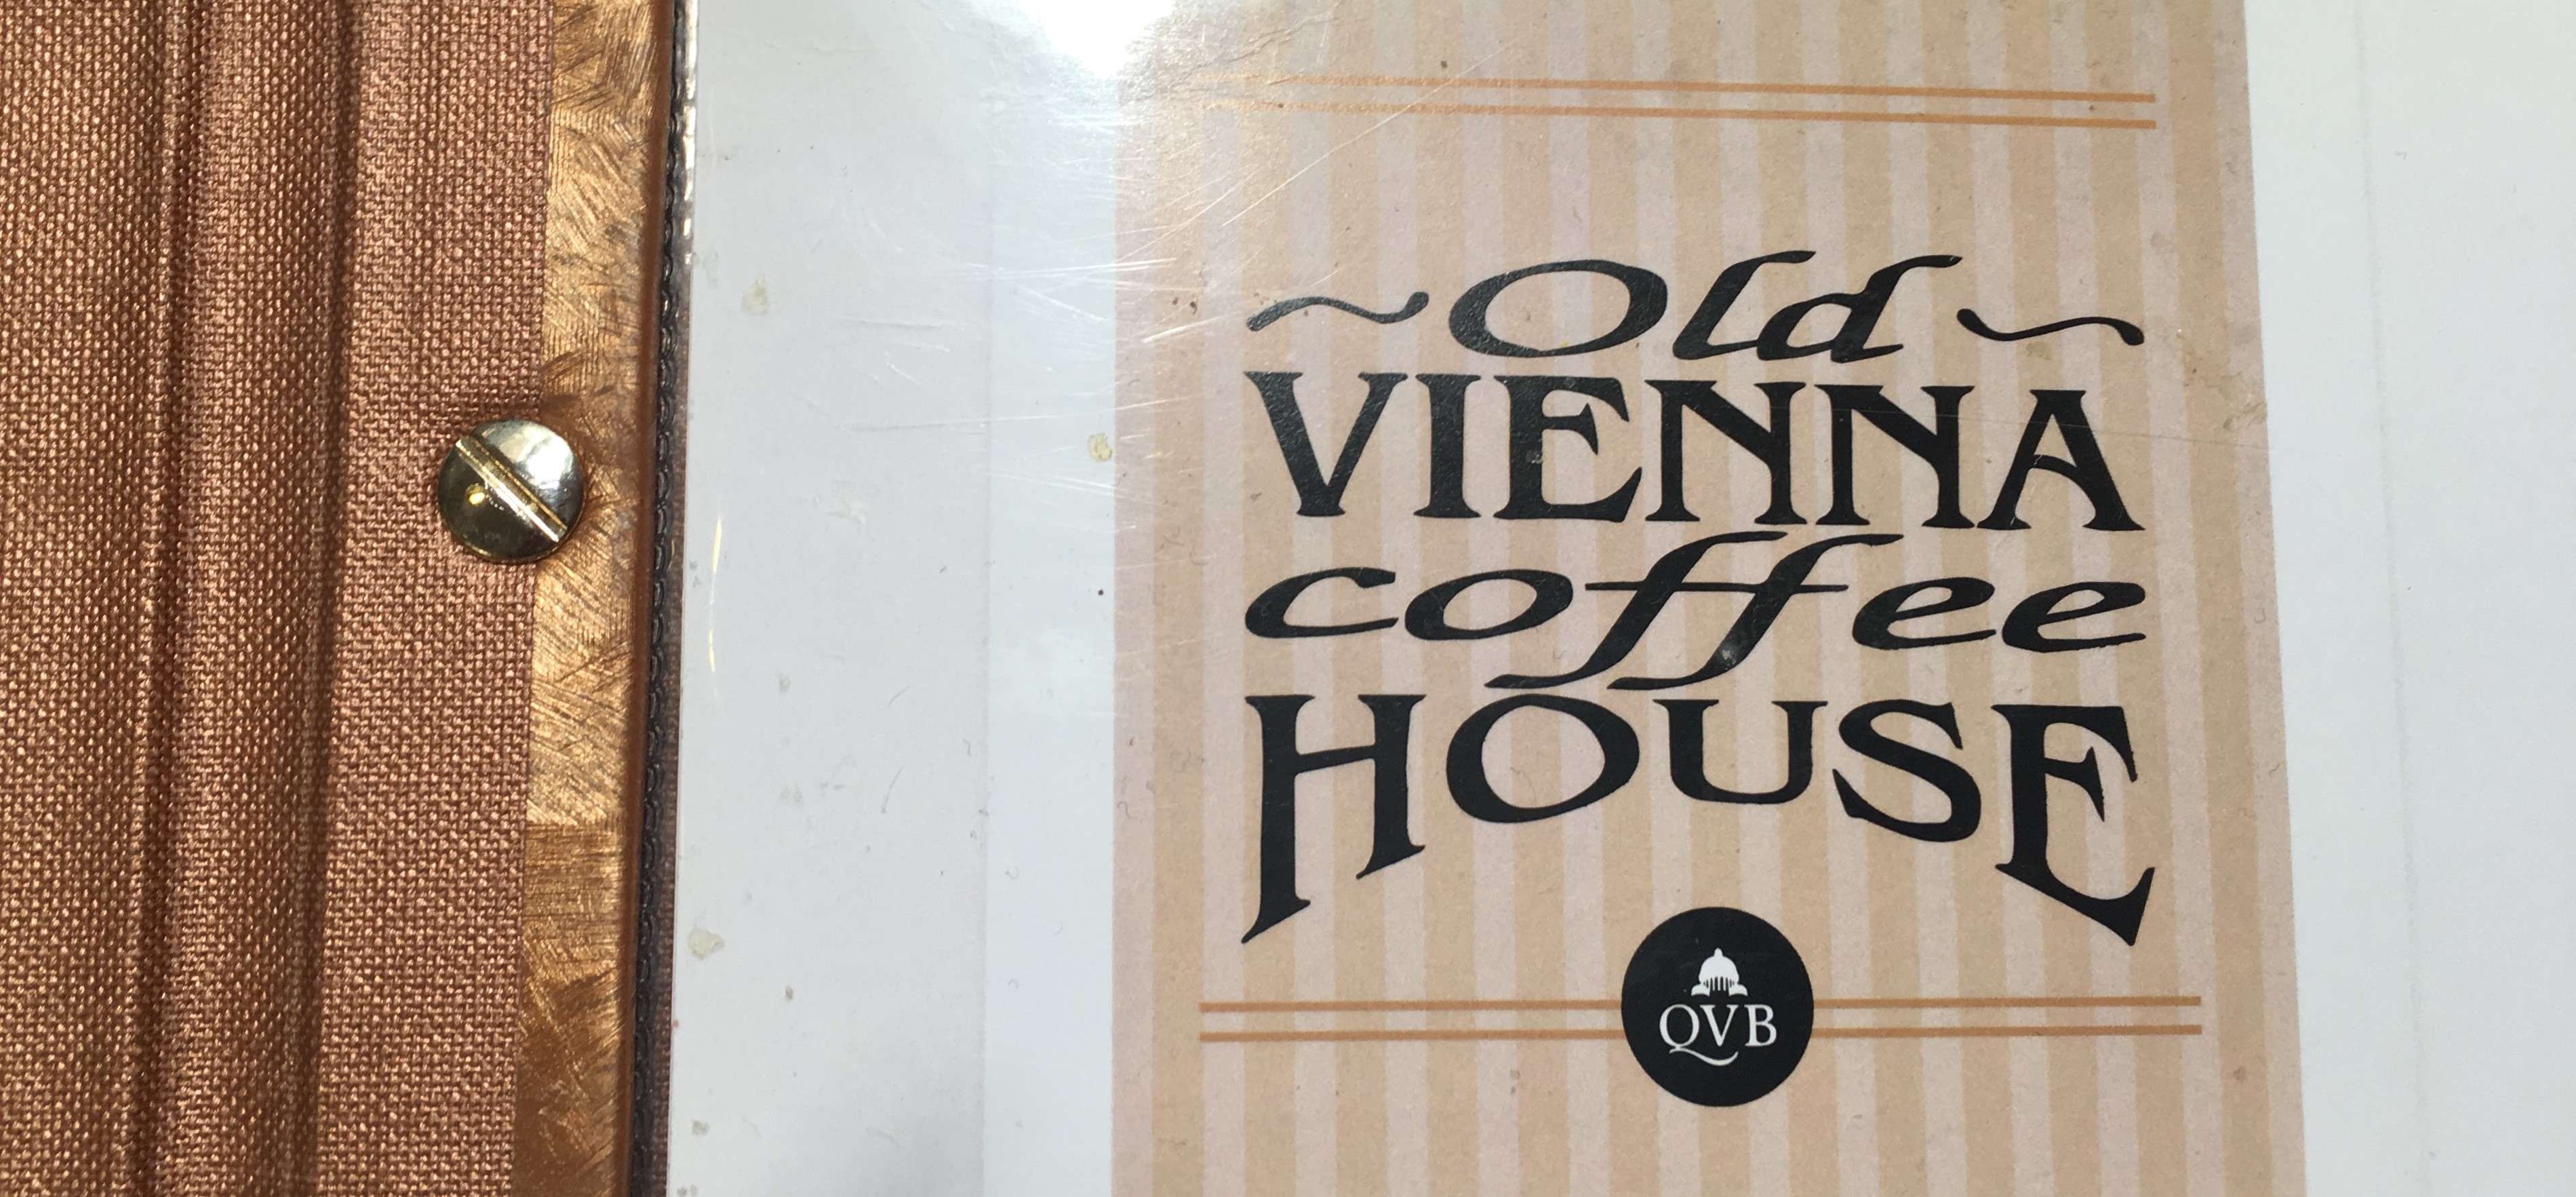 ~Old~
VIENNA
coffee
HOUSE
QVB